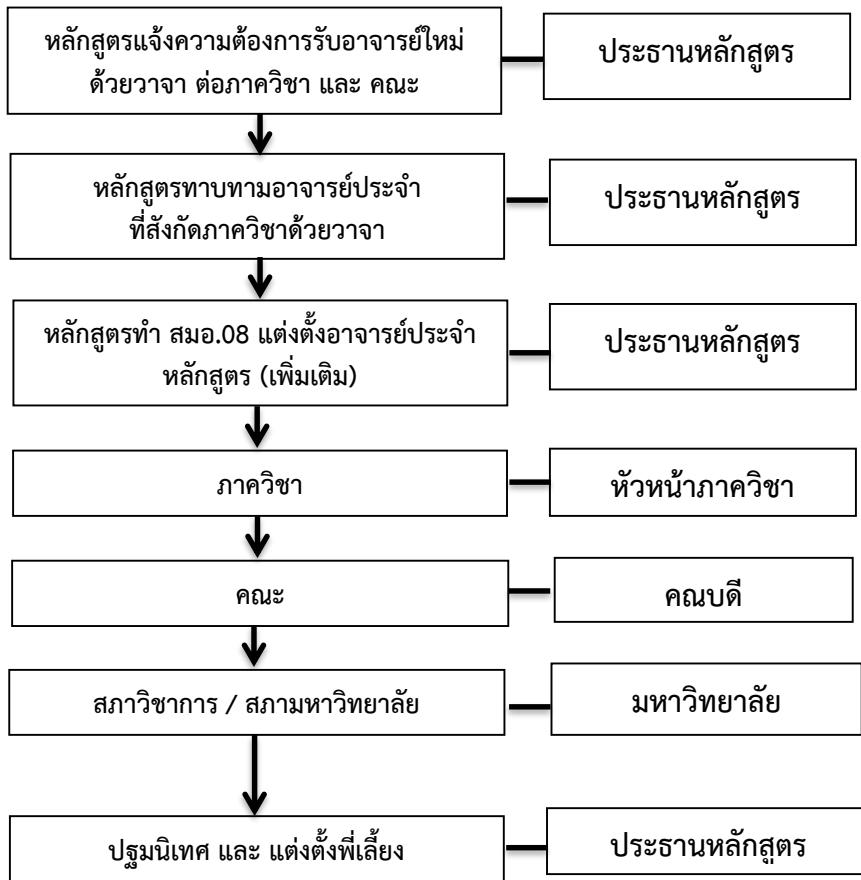 หลักสูตรแจ้งความต้องการรับอาจารย์ใหม่
ด้วยวาจา ต่อภาควิชา และ คณะ
ประธานหลักสูตร
หลักสูตรทาบทามอาจารย์ประจำ
ที่สังกัดภาควิชาด้วยวาจา
ประธานหลักสูตร
หลักสูตรทำ สมอ.08 แต่งตั้งอาจารย์ประจำ
หลักสูตร (เพิ่มเติม)
ประธานหลักสูตร
ภาควิชา
หัวหน้าภาควิชา
คณะ
คณบดี
สภาวิชาการ / สภามหาวิทยาลัย
มหาวิทยาลัย
ปฐมนิเทศ และ แต่งตั้งพี่เลี้ยง
ประธานหลักสูตร